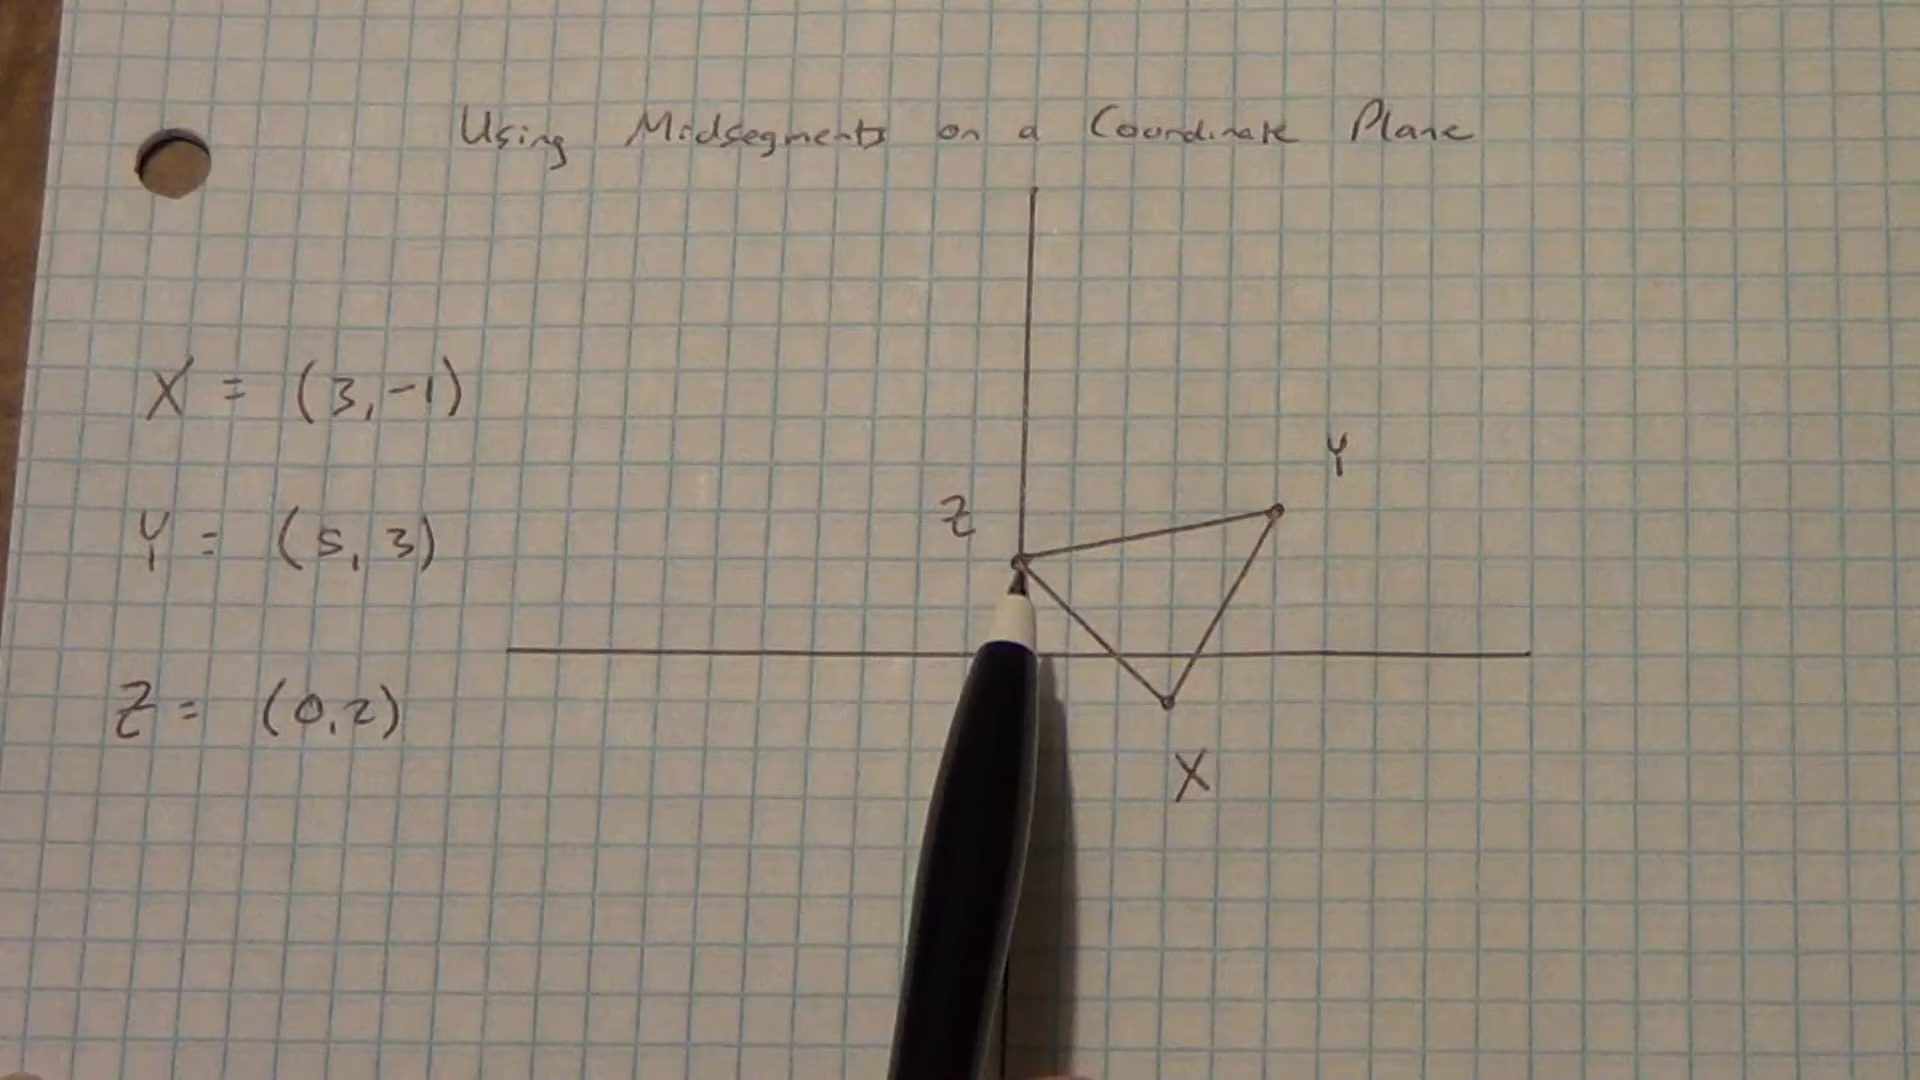 Using Midsegments on a Coordinate Plane
X = (3,-1)
Y
Z
Y = (5,3)
Z = (0,2)
X